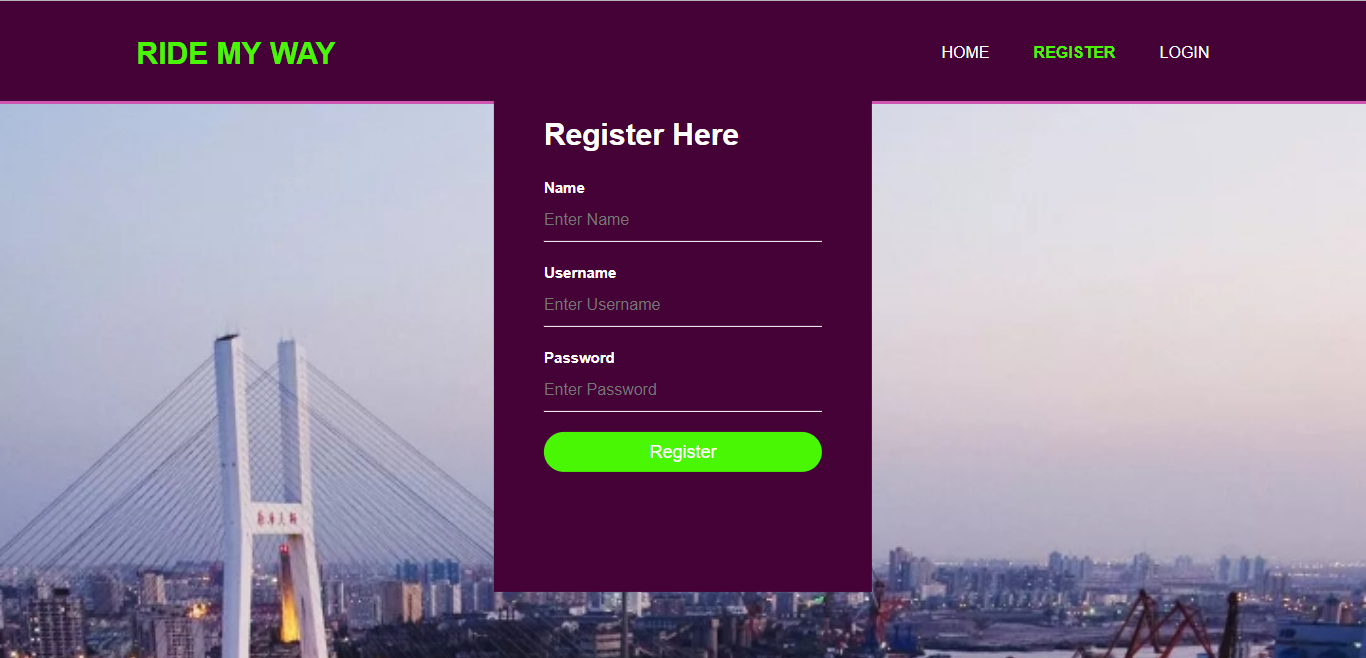 RIDE MY WAY
HOME REGISTER LOGIN
Register Here
Name
Enter Name
Username
Enter Username
Password
Enter Password
Register